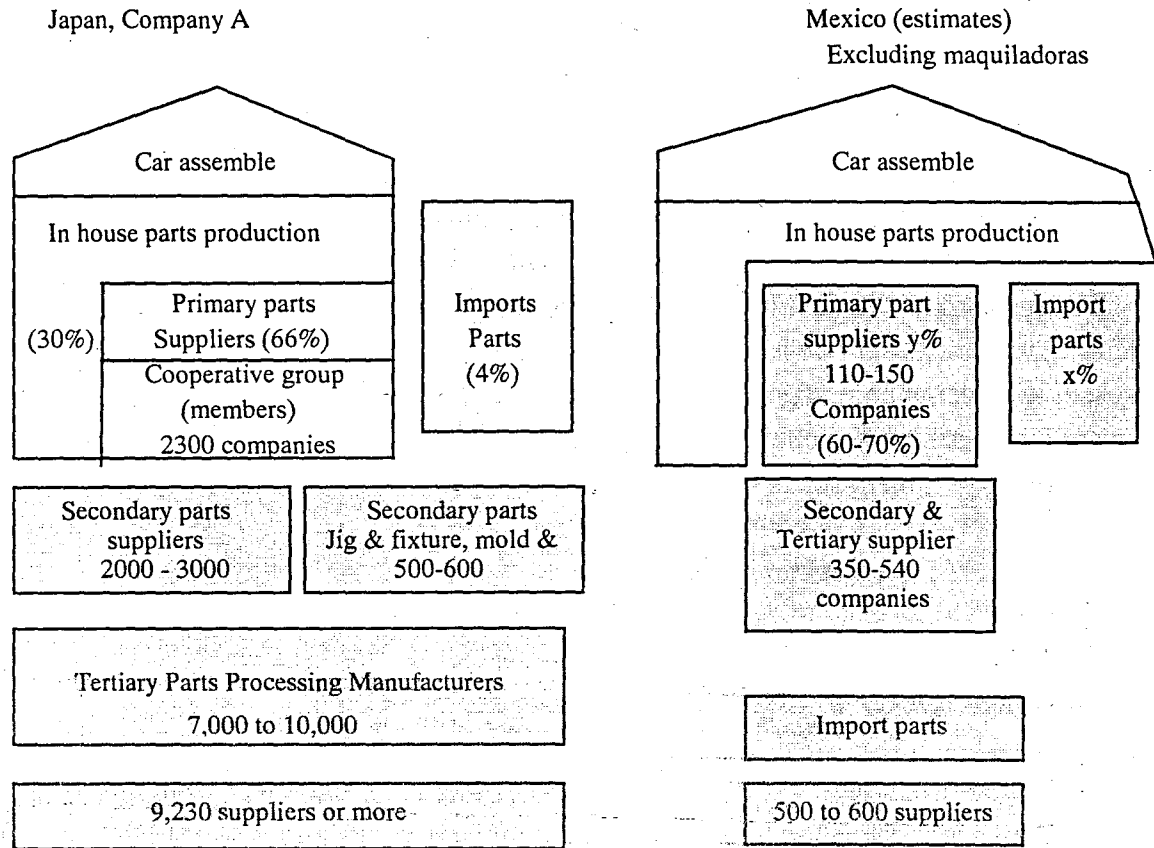 Japan, Company A
Car assemble
In house parts production
(30%)
Primary parts
Suppliers (66%)
Cooperative group
(members)
2300 companies
Imports
Parts
(4%)
Secondary parts
suppliers
2000 - 3000
Secondary parts
Jig & fixture, mold &
500-600
Tertiary Parts Processing Manufacturers
7,000 to 10,000
9,230 suppliers or more
Mexico (estimates)
Excluding maquiladoras
Car assemble
In house parts production
Primary part
suppliers y%
110-150
Companies
(60-70%)
Import
parts
x%
Secondary &
Tertiary supplier
350-540
companies
Import parts
500 to 600 suppliers